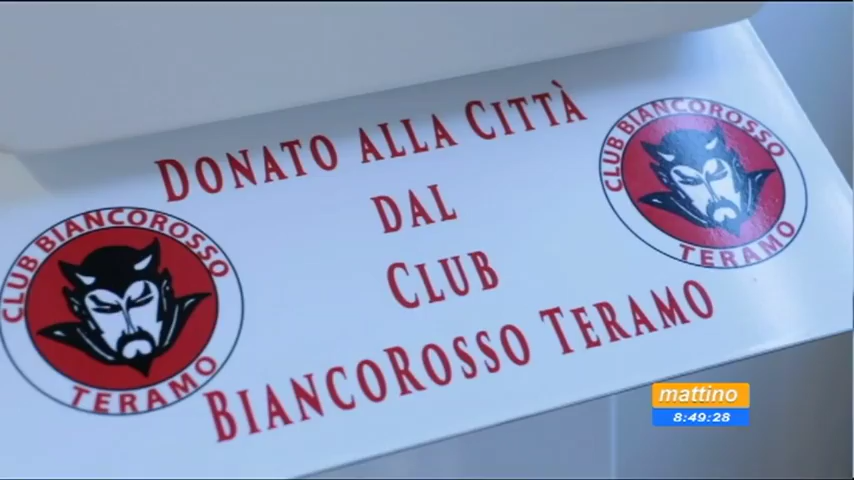 DONATO ALLA CITTÀ
DAL
CLUB
BIANCOROSSO TERAMO
CLUB BIANCOROSSO
TERAMO
CLUB BIANCOROSSO
TERAMO
mattino
8:49:28